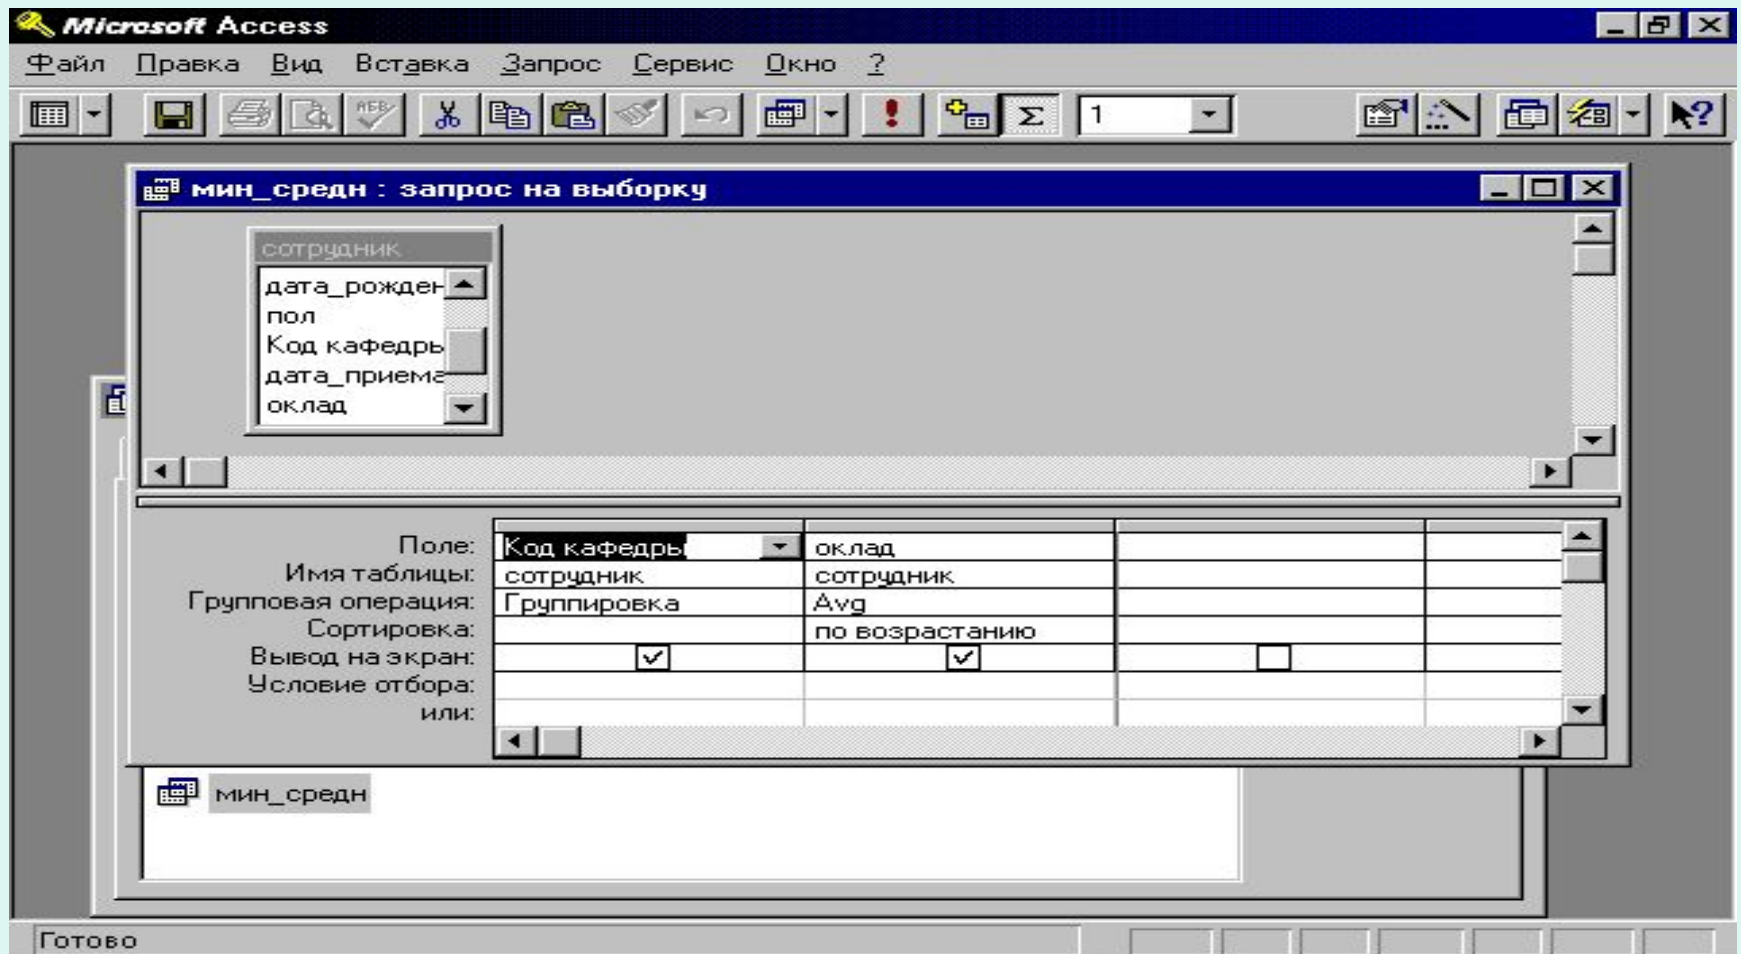 Microsoft Access
Файл Правка Вид Вставка Запрос Сервис Окно ?
АБВ Σ 1 ?
мин_средн : запрос на выборку
сотрудник
дата_рожден
пол
Код кафедры
дата_приема
оклад
Поле: Код кафедры оклад
Имя таблицы: сотрудник сотрудник
Групповая операция: Группировка Avg
Сортировка: по возрастанию
Вывод на экран:
Условие отбора:
или:
мин_средн
Готово